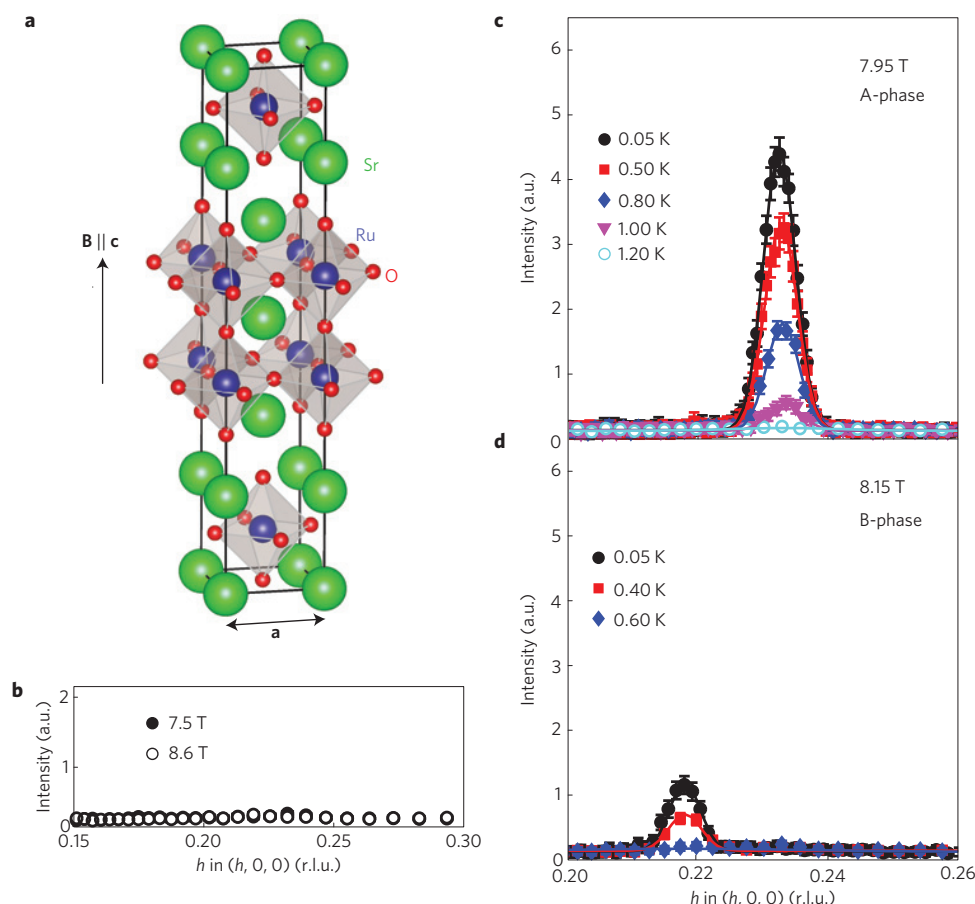 a
Sr
Ru
B || c
O
a
b
Intensity (a.u.)
2
1
0
7.5 T
8.6 T
0.15
0.20
0.25
0.30
h in (h, 0, 0) (r.l.u.)
c
Intensity (a.u.)
6
5
4
3
2
1
0
7.95 T
A-phase
0.05 K
0.50 K
0.80 K
1.00 K
1.20 K
d
Intensity (a.u.)
6
5
4
3
2
1
0
8.15 T
B-phase
0.05 K
0.40 K
0.60 K
0.20
0.22
0.24
0.26
h in (h, 0, 0) (r.l.u.)